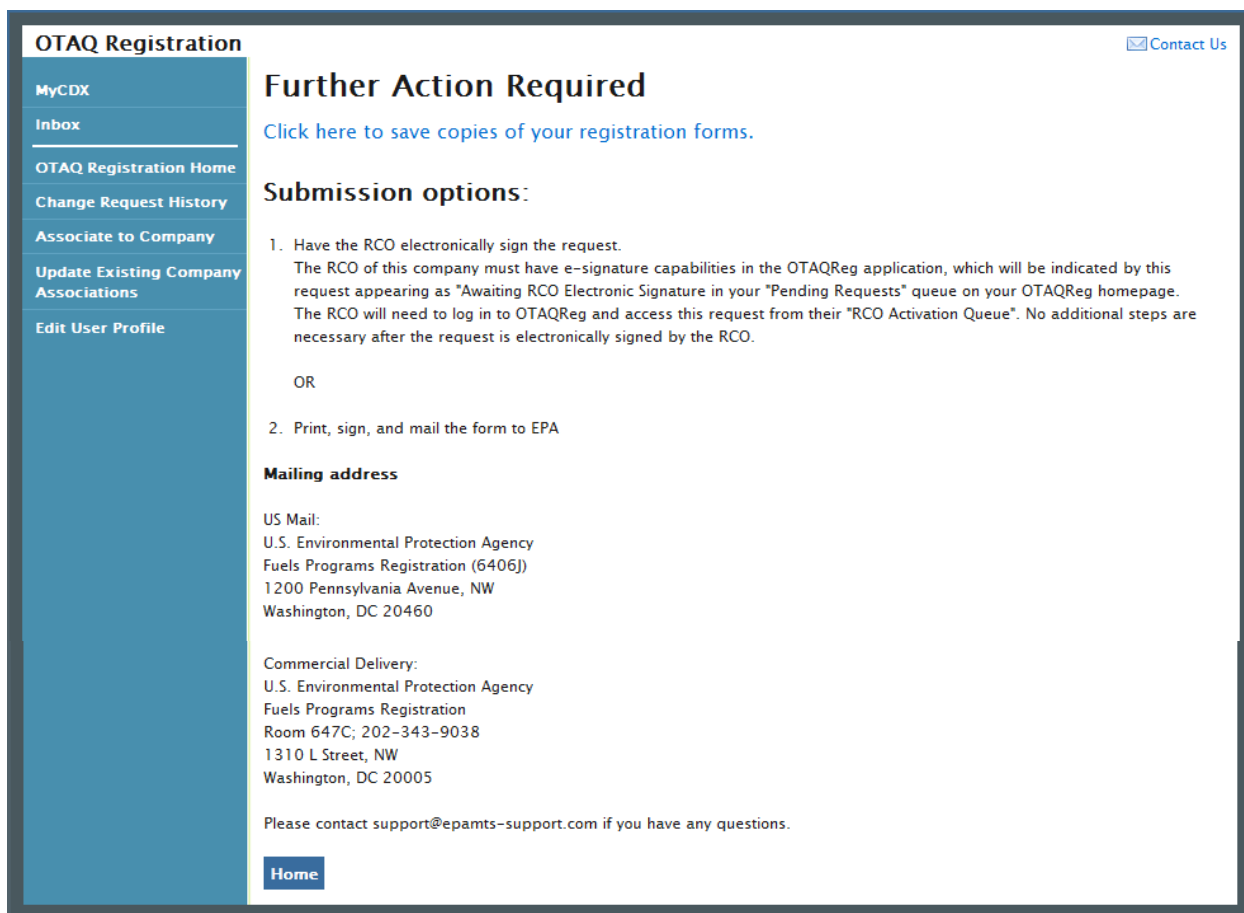 OTAQ Registration
Contact Us
MyCDX
Inbox
OTAQ Registration Home
Change Request History
Associate to Company
Update Existing Company
Associations
Edit User Profile
Further Action Required
Click here to save copies of your registration forms.
Submission options:
1. Have the RCO electronically sign the request.
The RCO of this company must have e-signature capabilities in the OTAQReg application, which will be indicated by this
request appearing as "Awaiting RCO Electronic Signature in your "Pending Requests" queue on your OTAQReg homepage.
The RCO will need to log in to OTAQReg and access this request from their "RCO Activation Queue". No additional steps are
necessary after the request is electronically signed by the RCO.
OR
2. Print, sign, and mail the form to EPA
Mailing address
US Mail:
U.S. Environmental Protection Agency
Fuels Programs Registration (6406J)
1200 Pennsylvania Avenue, NW
Washington, DC 20460
Commercial Delivery:
U.S. Environmental Protection Agency
Fuels Programs Registration
Room 647C; 202-343-9038
1310 L Street, NW
Washington, DC 20005
Please contact support@epamts-support.com if you have any questions.
Home